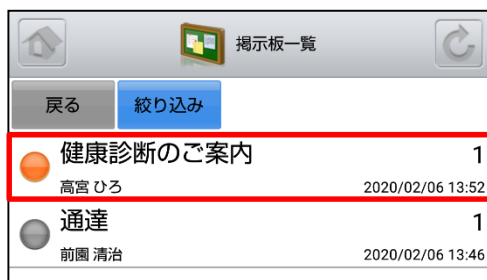 掲示板一覧
戻る 絞り込み
健康診断のご案内 1
高宮 ひろ 2020/02/06 13:52
通達 1
前園 清治 2020/02/06 13:46